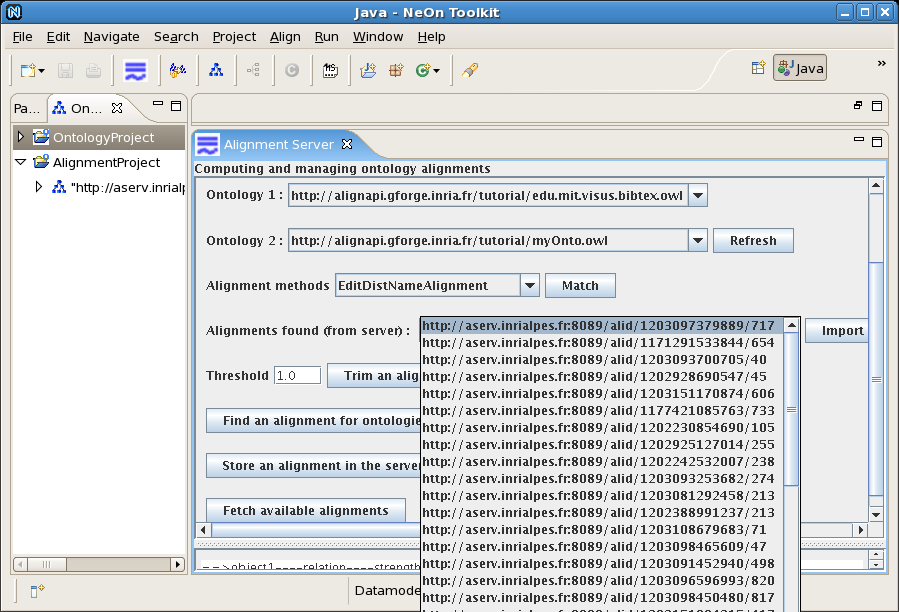 Java - NeOn Toolkit
File Edit Navigate Search Project Align Run Window Help
Java
»
Pa... On...
OntologyProject
AlignmentProject
"http://aserv.inrialp
Alignment Server
Computing and managing ontology alignments
Ontology 1 : http://alignapi.gforge.inria.fr/tutorial/edu.mit.visus.bibtex.owl
Ontology 2 : http://alignapi.gforge.inria.fr/tutorial/myOnto.owl Refresh
Alignment methods EditDistNameAlignment Match
Alignments found (from server) : Import
http://aserv.inrialpes.fr:8089/alid/1203097379889/717
http://aserv.inrialpes.fr:8089/alid/1171291533844/654
http://aserv.inrialpes.fr:8089/alid/1203093700705/40
http://aserv.inrialpes.fr:8089/alid/1202928690547/45
http://aserv.inrialpes.fr:8089/alid/1203151170874/606
http://aserv.inrialpes.fr:8089/alid/1177421085763/733
http://aserv.inrialpes.fr:8089/alid/1202230854690/105
http://aserv.inrialpes.fr:8089/alid/1202925127014/255
http://aserv.inrialpes.fr:8089/alid/1202242532007/238
http://aserv.inrialpes.fr:8089/alid/1203093253682/274
http://aserv.inrialpes.fr:8089/alid/1203081292458/213
http://aserv.inrialpes.fr:8089/alid/1202388991237/213
http://aserv.inrialpes.fr:8089/alid/1203108679683/71
http://aserv.inrialpes.fr:8089/alid/1203098465609/47
http://aserv.inrialpes.fr:8089/alid/1203091452940/498
http://aserv.inrialpes.fr:8089/alid/1203096596993/820
http://aserv.inrialpes.fr:8089/alid/1203098450480/817
Threshold 1.0 Trim an alig
Find an alignment for ontologie
Store an alignment in the serve
Fetch available alignments
-->object1----relation----strength
Datamode